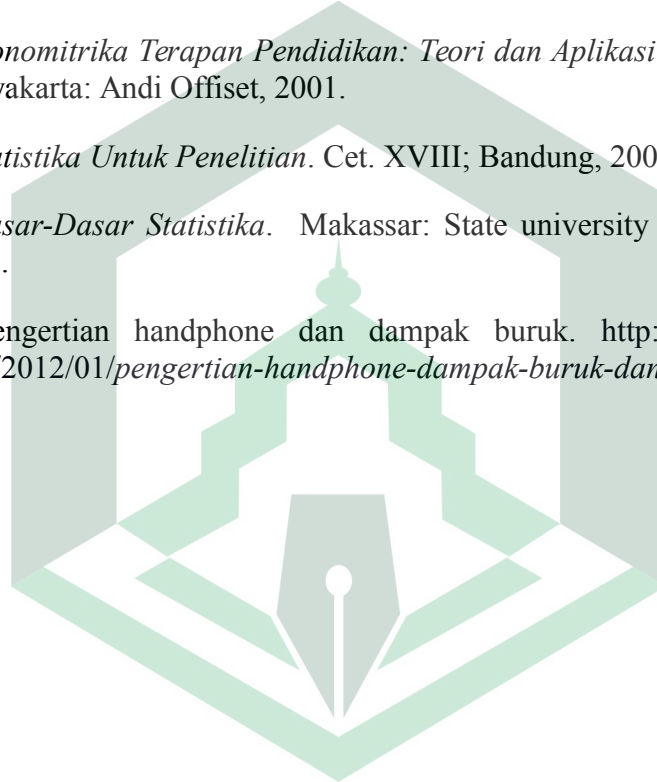 onomitrika Terapan Pendidikan: Teori dan Aplikasi
yakarta: Andi Offiset, 2001.
atistika Untuk Penelitian. Cet. XVIII; Bandung, 200
asar-Dasar Statistika. Makassar: State university
.
engertian handphone dan dampak buruk. http:
/2012/01/pengertian-handphone-dampak-buruk-dan